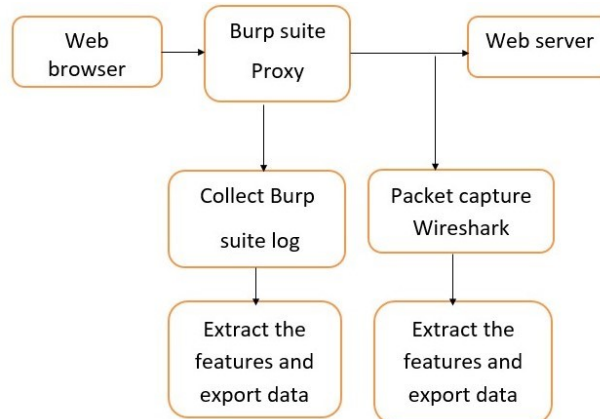 Web
browser
Burp suite
Proxy
Web server
Collect Burp
suite log
Packet capture
Wireshark
Extract the
features and
export data
Extract the
features and
export data